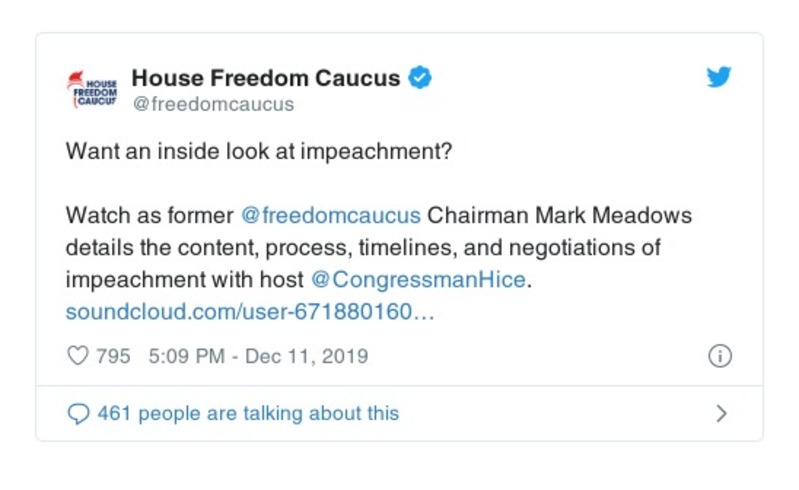 HOUSE
FREEDOM
CAUCUS
House Freedom Caucus
@freedomcaucus
Want an inside look at impeachment?
Watch as former @freedomcaucus Chairman Mark Meadows
details the content, process, timelines, and negotiations of
impeachment with host @CongressmanHice.
soundcloud.com/user-671880160…
795 5:09 PM - Dec 11, 2019
461 people are talking about this